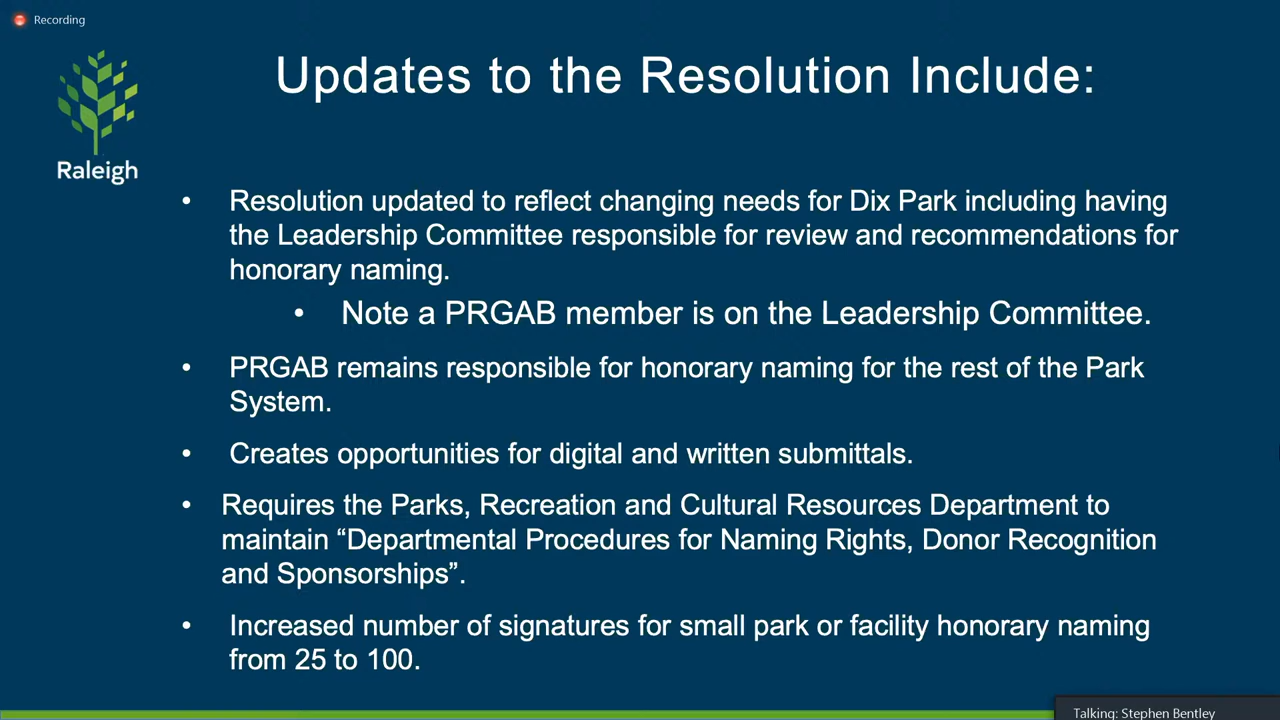 Recording
Updates to the Resolution Include:
Raleigh
• Resolution updated to reflect changing needs for Dix Park including having
the Leadership Committee responsible for review and recommendations for
honorary naming.
• Note a PRGAB member is on the Leadership Committee.
• PRGAB remains responsible for honorary naming for the rest of the Park
System.
• Creates opportunities for digital and written submittals.
• Requires the Parks, Recreation and Cultural Resources Department to
maintain “Departmental Procedures for Naming Rights, Donor Recognition
and Sponsorships”.
• Increased number of signatures for small park or facility honorary naming
from 25 to 100.
Talking: Stephen Bentley